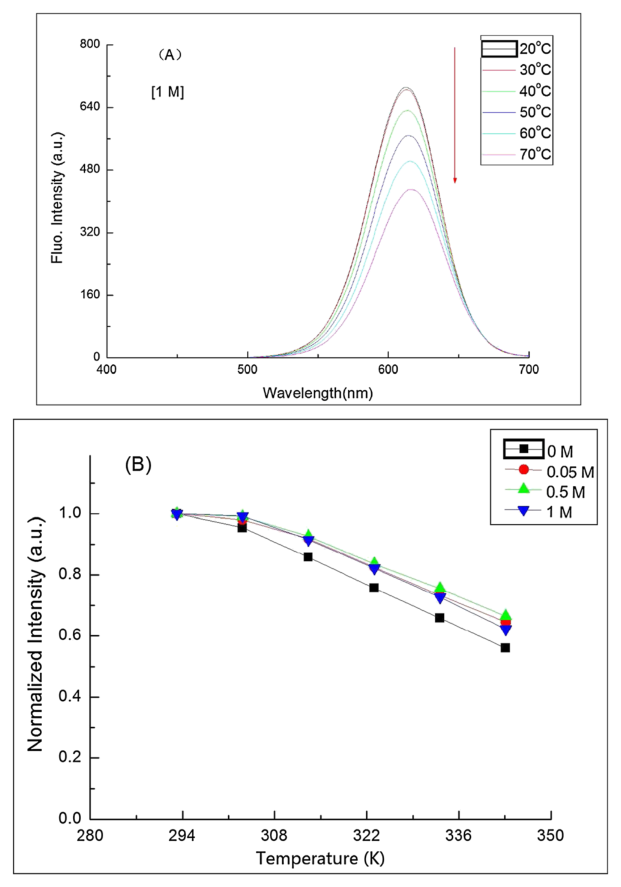 (A)
[1 M]
20°C
30°C
40°C
50°C
60°C
70°C
Fluo. Intensity (a.u.)
800
640
480
320
160
0
400 500 600 700
Wavelength(nm)
(B)
0 M
0.05 M
0.5 M
1 M
Normalized Intensity (a.u.)
1.0
0.8
0.6
0.4
0.2
0.0
280 294 308 322 336 350
Temperature (K)